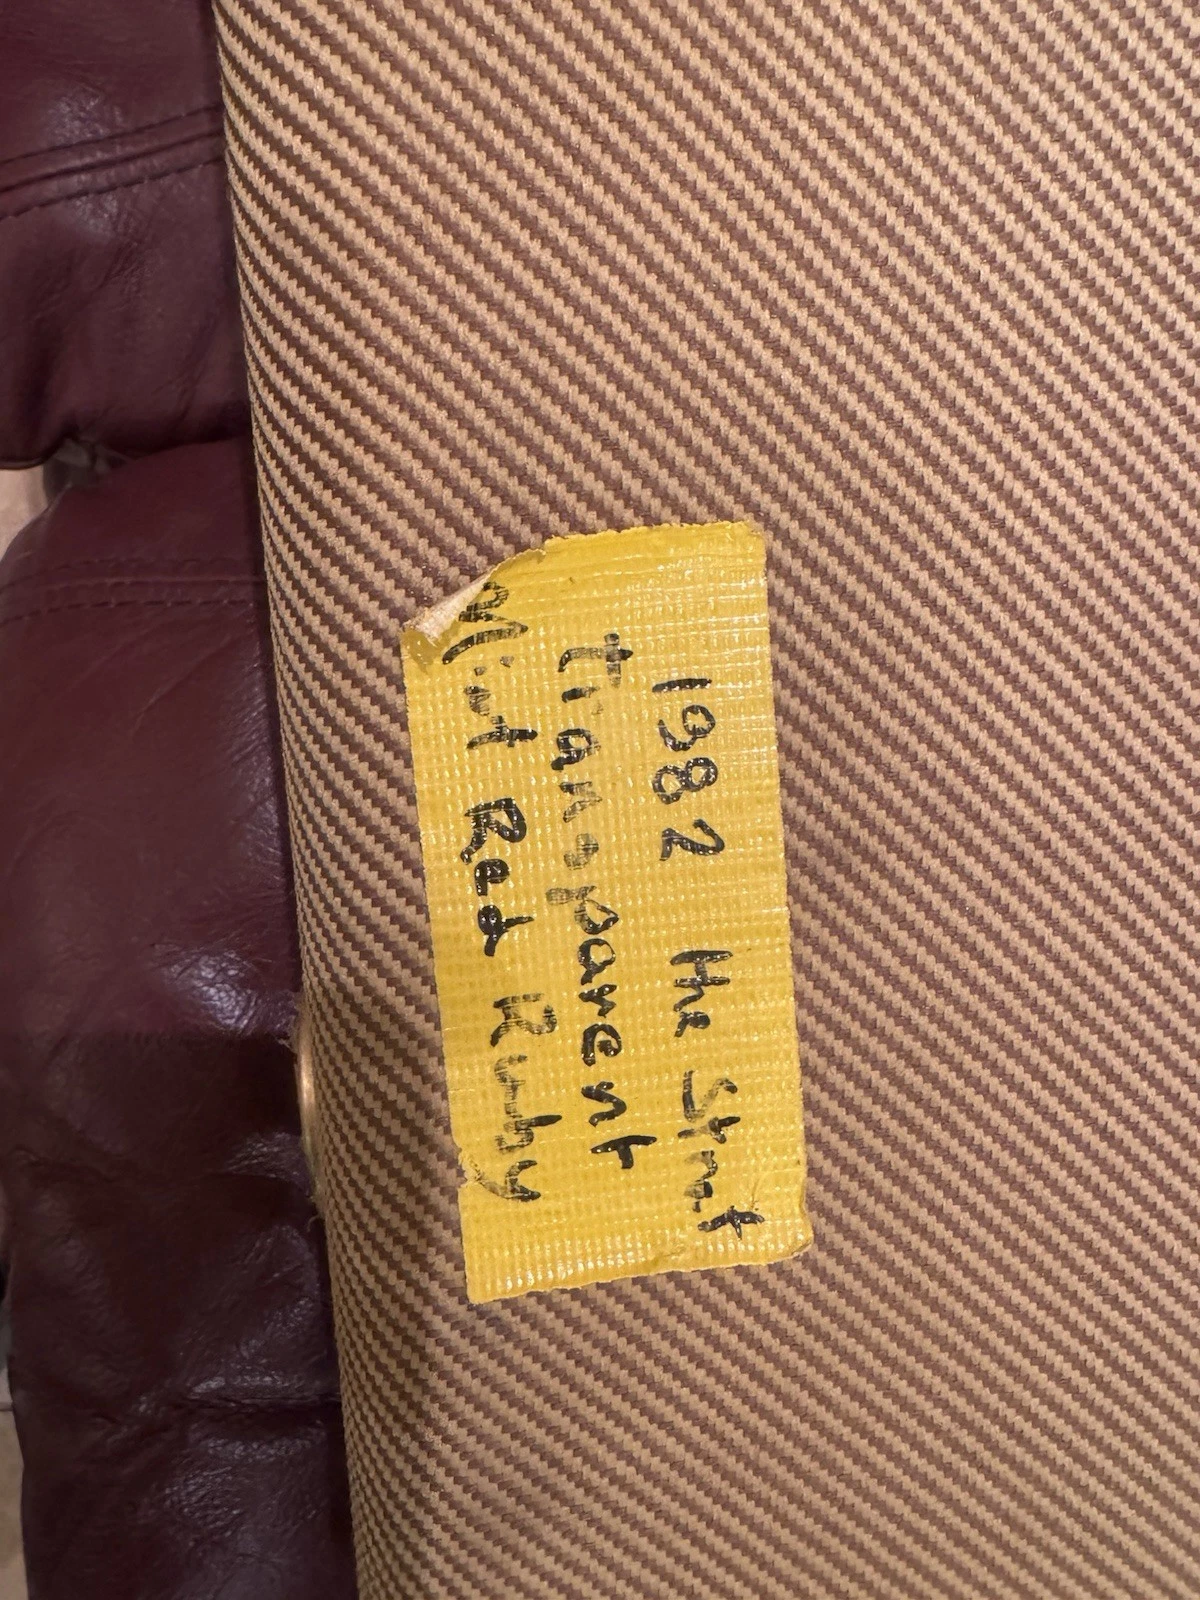 1982 the Strat
transparent
Mint Red Ruby